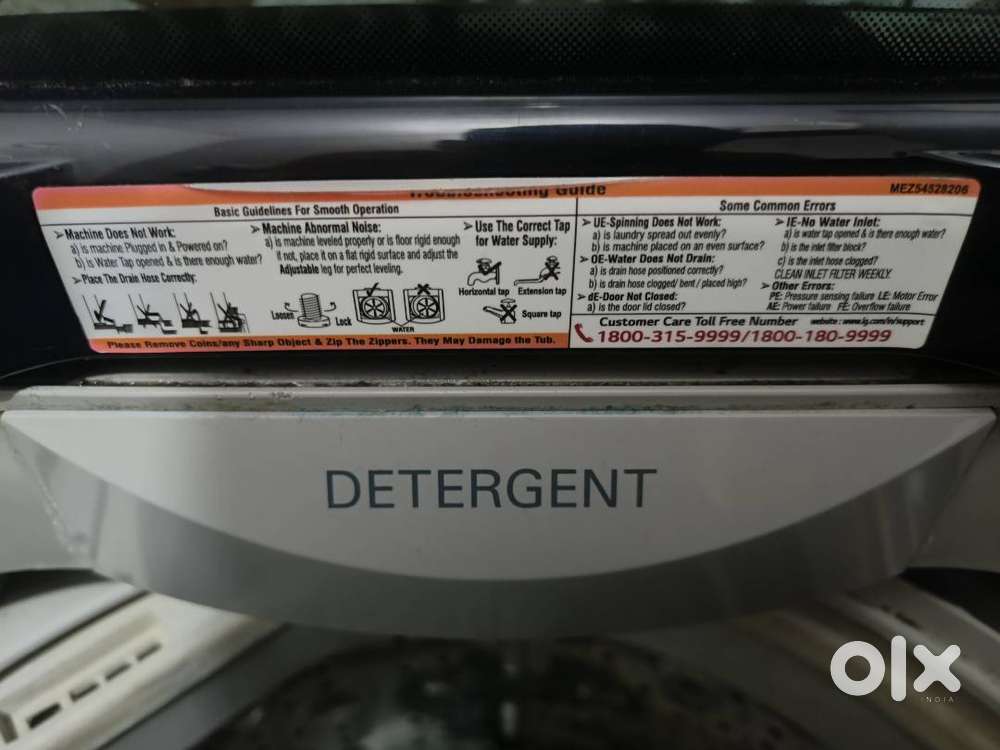 Troubleshooting Guide
MEZ54528206
Basic Guidelines For Smooth Operation
➢Machine Does Not Work:
a) is machine Plugged in & Powered on?
b) is Water Tap opened & is there enough water?
➢Place The Drain Hose Correctly:
➢ Machine Abnormal Noise:
a) is machine leveled properly or is floor rigid enough
if not, place it on a flat rigid surface and adjust the
Adjustable leg for perfect leveling.
Loosen
Lock
WATER
➢ Use The Correct Tap
for Water Supply:
Horizontal tap
Extension tap
Square tap
Please Remove Coins/any Sharp Object & Zip The Zippers. They May Damage the Tub.
Some Common Errors
➢ UE-Spinning Does Not Work:
a) is laundry spread out evenly?
b) is machine placed on an even surface?
➢ OE-Water Does Not Drain:
a) is drain hose positioned correctly?
b) is drain hose clogged/ bent / placed high?
➢ dE-Door Not Closed:
a) is the door lid closed?
➢ IE-No Water Inlet:
a) is water tap opened & is there enough water?
b) is the inlet filter block?
c) is the inlet hose clogged?
CLEAN INLET FILTER WEEKLY.
➢ Other Errors:
PE: Pressure sensing failure LE: Motor Error
AE: Power failure FE: Overflow failure
Customer Care Toll Free Number website: www.lg.com/in/support
1800-315-9999/1800-180-9999
DETERGENT
olx
INDIA